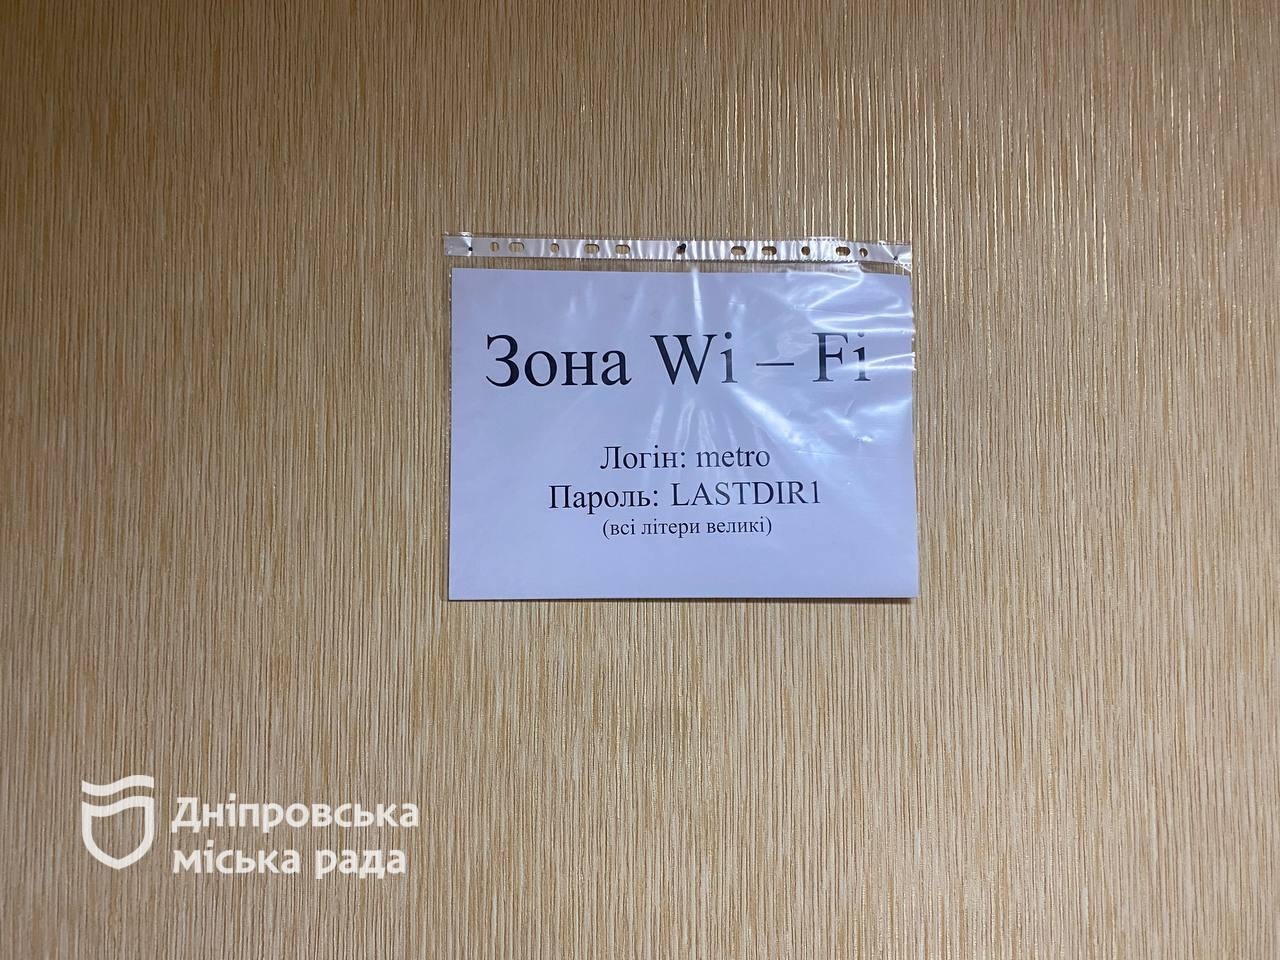 Зона Wi – Fi
Логін: metro
Пароль: LASTDIR1
(всі літери великі)
Дніпровська
міська рада